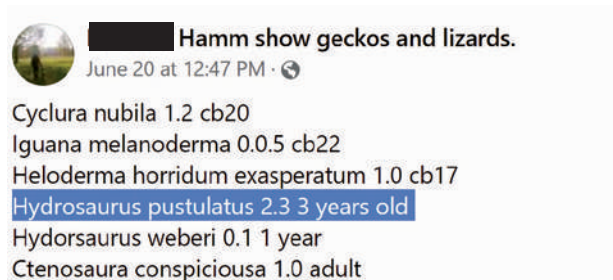 Hamm show geckos and lizards.
June 20 at 12:47 PM ·
Cyclura nubila 1.2 cb20
Iguana melanoderma 0.0.5 cb22
Heloderma horridum exasperatum 1.0 cb17
Hydrosaurus pustulatus 2.3 3 years old
Hydorsaurus weberi 0.1 1 year
Ctenosaura conspiciousa 1.0 adult